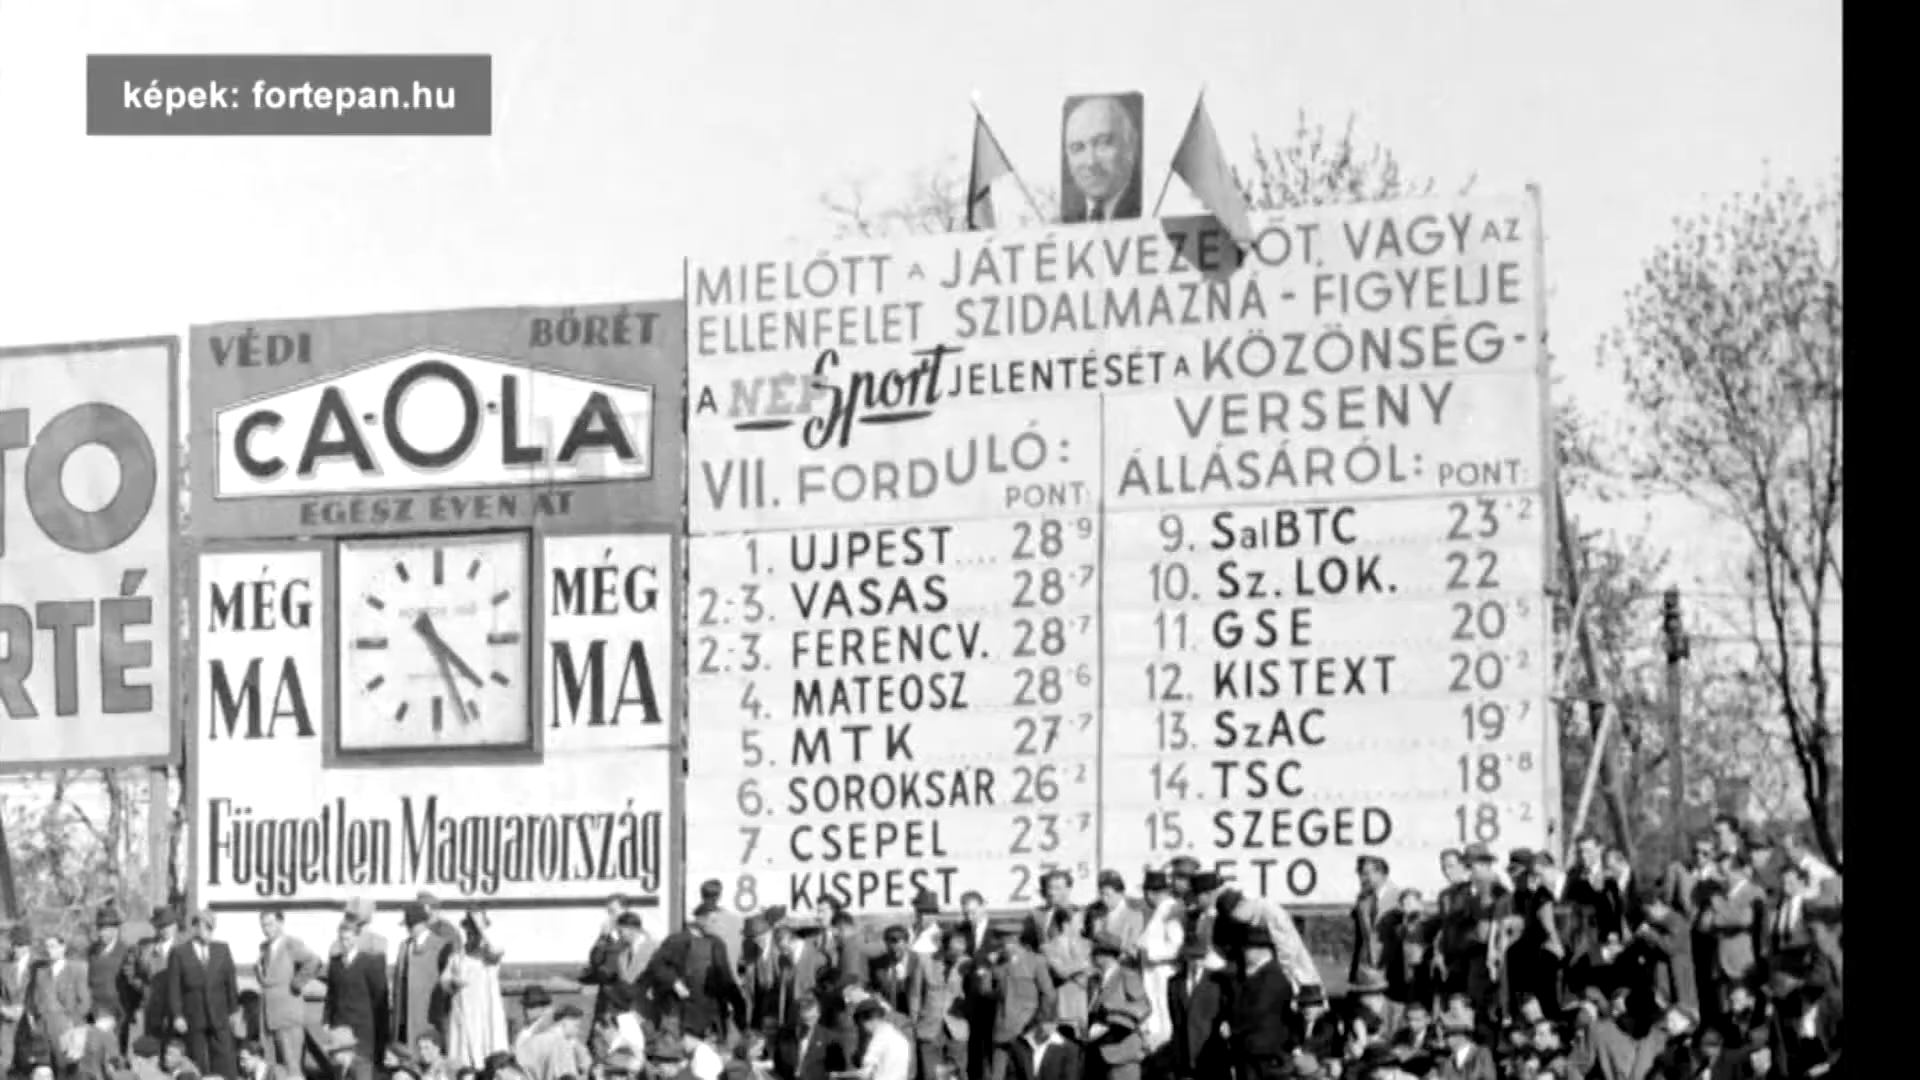 képek: fortepan.hu
TO
RTÉ
VÉDI BŐRÉT
CA·O·LA
EGÉSZ ÉVEN ÁT
MÉG MÉG
MA MA
Független Magyarország
MIELŐTT A JÁTÉKVEZETŐT, VAGY AZ
ELLENFELET SZIDALMAZNÁ - FIGYELJE
A NÉPSport JELENTÉSÉT A KÖZÖNSÉG-
VERSENY
ÁLLÁSÁRÓL: PONT:
VII. FORDULÓ:
PONT:
1. UJPEST .... 28·9
2.-3. VASAS .... 28·7
2.-3. FERENCV. 28·7
4. MATEOSZ 28·6
5. MTK .... 27·7
6. SOROKSÁR 26·2
7. CSEPEL .... 23·7
8. KISPEST
9. SalBTC .... 23·2
10. Sz. LOK. .. 22
11. GSE .... 20·5
12. KISTEXT .... 20·2
13. SzAC .... 19·7
14. TSC .... 18·8
15. SZEGED .. 18·2
ETO